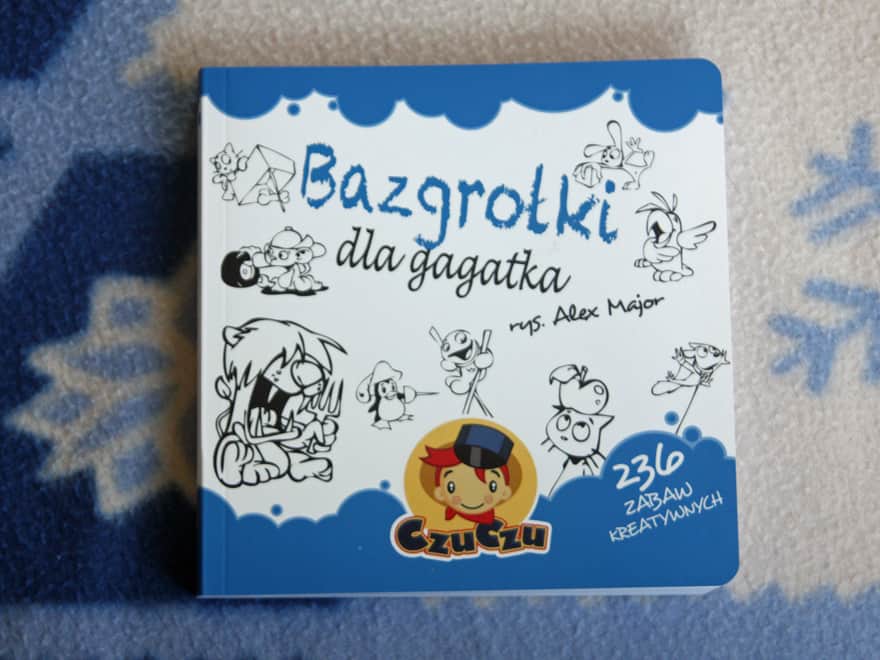 Bazgrołki
dla gagatka
rys. Alex Major
236
ZABAW
KREATYWNYCH
CzuCzu